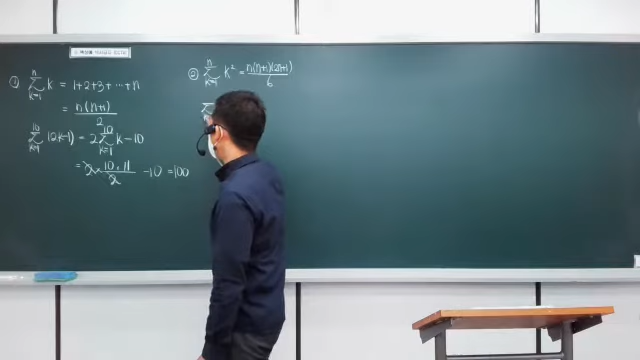 ① n∑k=1 k = 1+2+3+ ··· +n
= n(n+1)/2
10∑k=1 (2k-1) = 2 10∑k=1 k - 10
= 2 × 10·11/2 - 10 = 100
② n∑k=1 k² = n(n+1)(2n+1)/6
∑